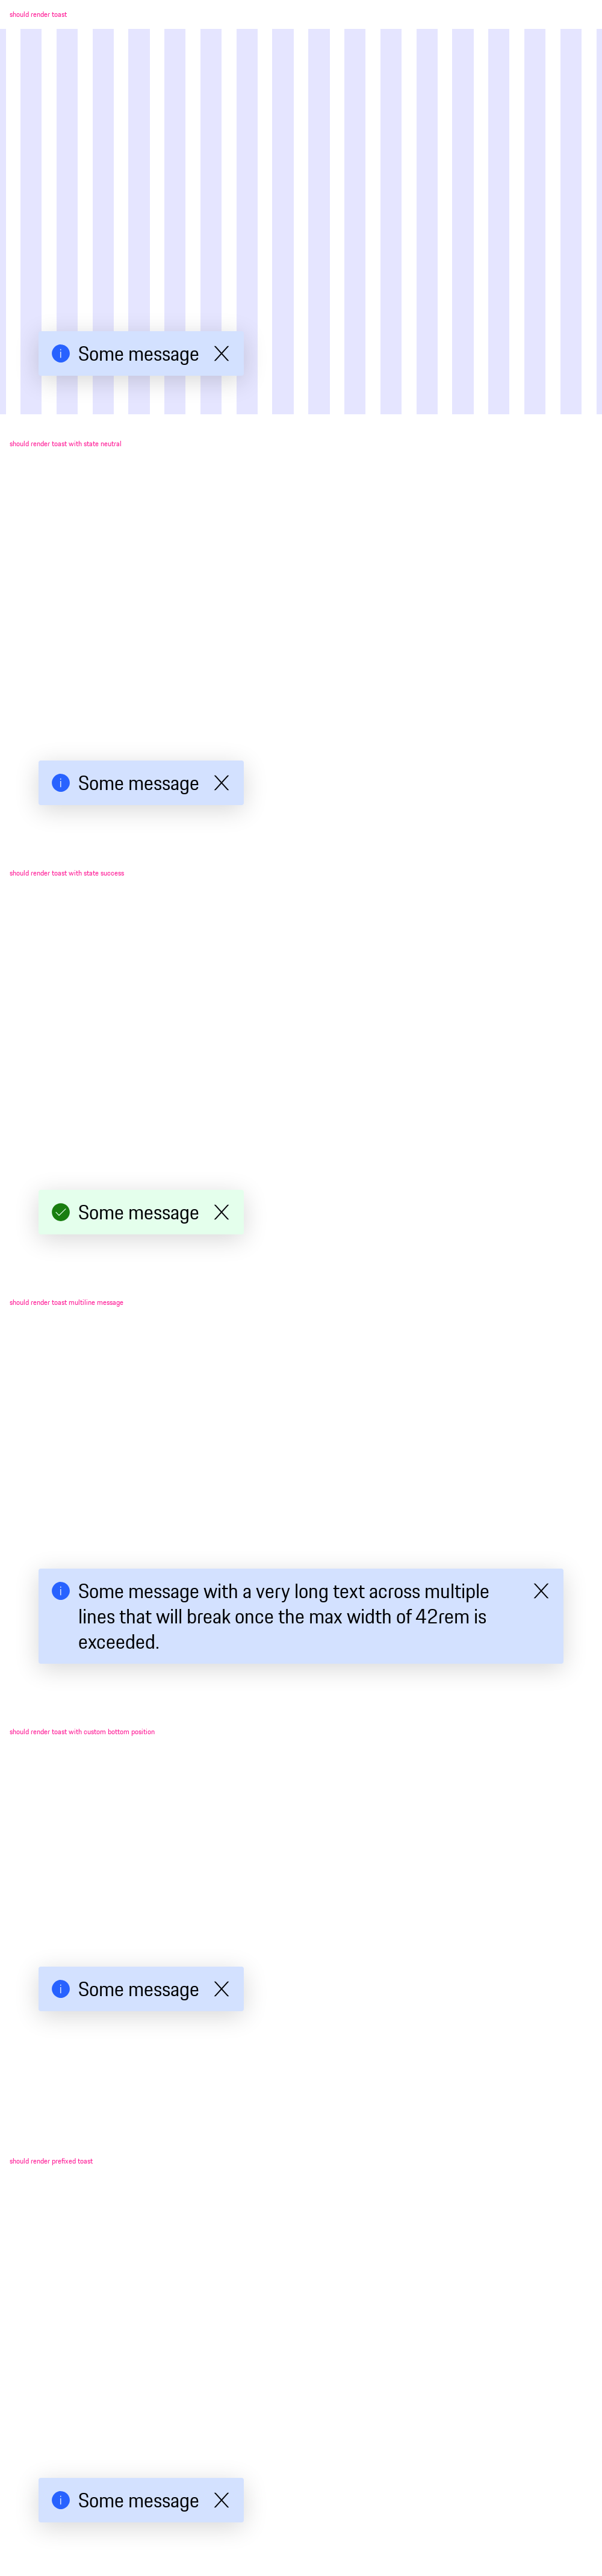 should render toast
Some message
should render toast with state neutral
Some message
should render toast with state success
Some message
should render toast multiline message
Some message with a very long text across multiple
lines that will break once the max width of 42rem is
exceeded.
should render toast with custom bottom position
Some message
should render prefixed toast
Some message